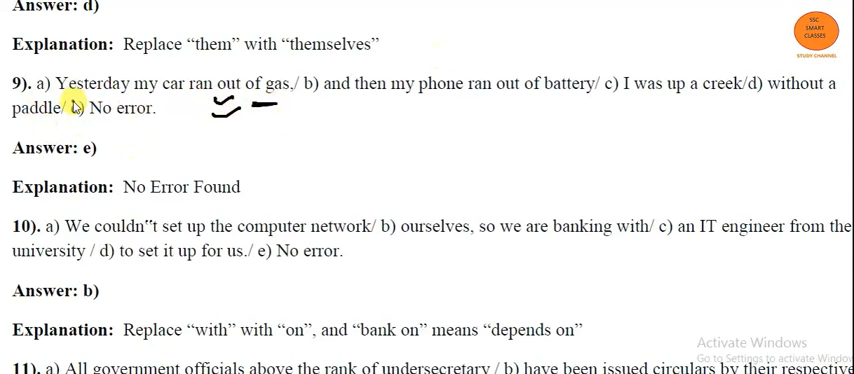 Answer: d)
SSC
SMART
CLASSES
STUDY CHANNEL
Explanation: Replace “them” with “themselves”
9). a) Yesterday my car ran out of gas,/ b) and then my phone ran out of battery/ c) I was up a creek/d) without a
paddle/ ) No error.
Answer: e)
Explanation: No Error Found
10). a) We couldn‟t set up the computer network/ b) ourselves, so we are banking with/ c) an IT engineer from the
university / d) to set it up for us./ e) No error.
Answer: b)
Explanation: Replace “with” with “on”, and “bank on” means “depends on”
Activate Windows
Go to Settings to activate Window
11). a) All government officials above the rank of undersecretary / b) have been issued circulars by their respective